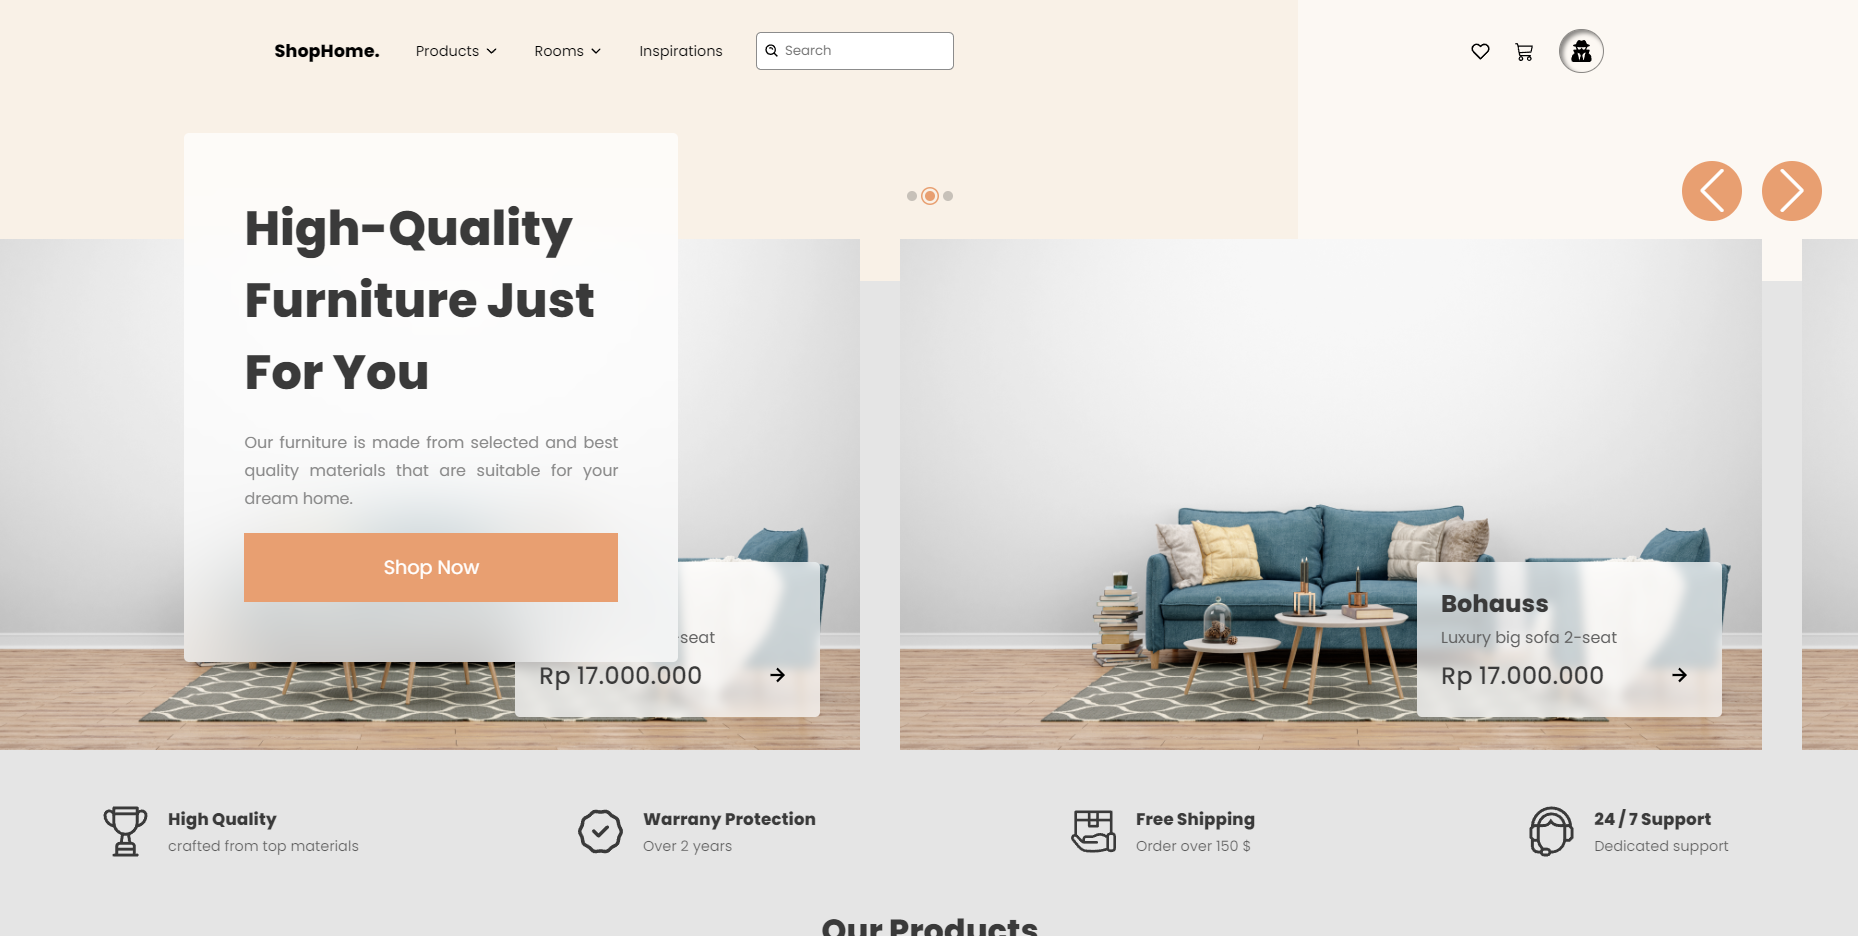 ShopHome.
Products
Rooms
Inspirations
Search
High-Quality
Furniture Just
For You
Our furniture is made from selected and best
quality materials that are suitable for your
dream home.
Shop Now
-seat
Rp 17.000.000
Bohauss
Luxury big sofa 2-seat
Rp 17.000.000
High Quality
crafted from top materials
Warrany Protection
Over 2 years
Free Shipping
Order over 150 $
24 / 7 Support
Dedicated support
Our Products